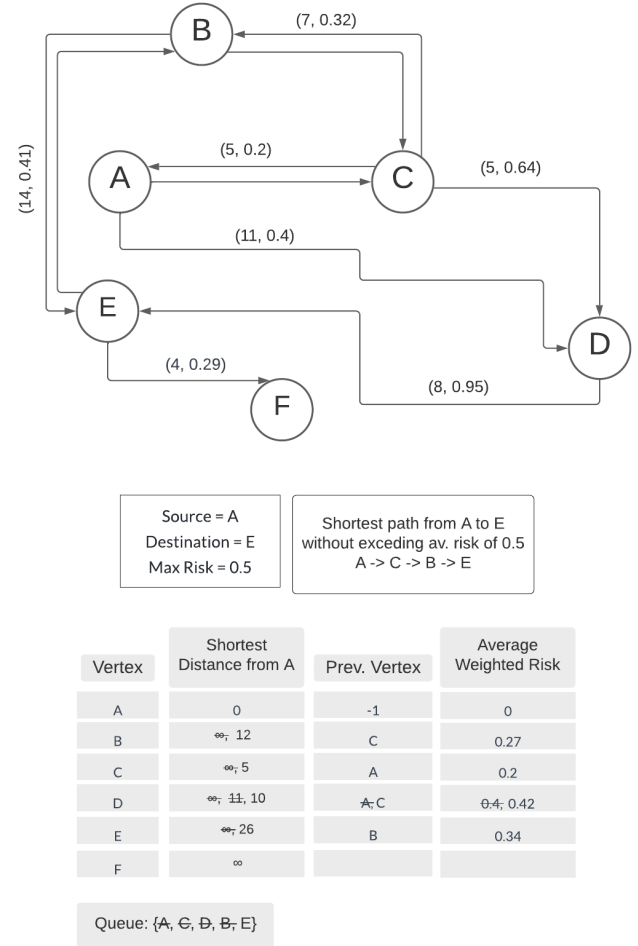 (7, 0.32)
B
(14, 0.41)
(5, 0.2)
A
C
(5, 0.64)
(11, 0.4)
E
D
(4, 0.29)
(8, 0.95)
F
Source = A
Destination = E
Max Risk = 0.5
Shortest path from A to E
without exceding av. risk of 0.5
A -> C -> B -> E
Vertex
Shortest
Distance from A
Prev. Vertex
Average
Weighted Risk
A 0 -1 0
B ∞, 12 C 0.27
C ∞, 5 A 0.2
D ∞, 11, 10 A, C 0.4, 0.42
E ∞, 26 B 0.34
F ∞
Queue: {A, C, D, B, E}